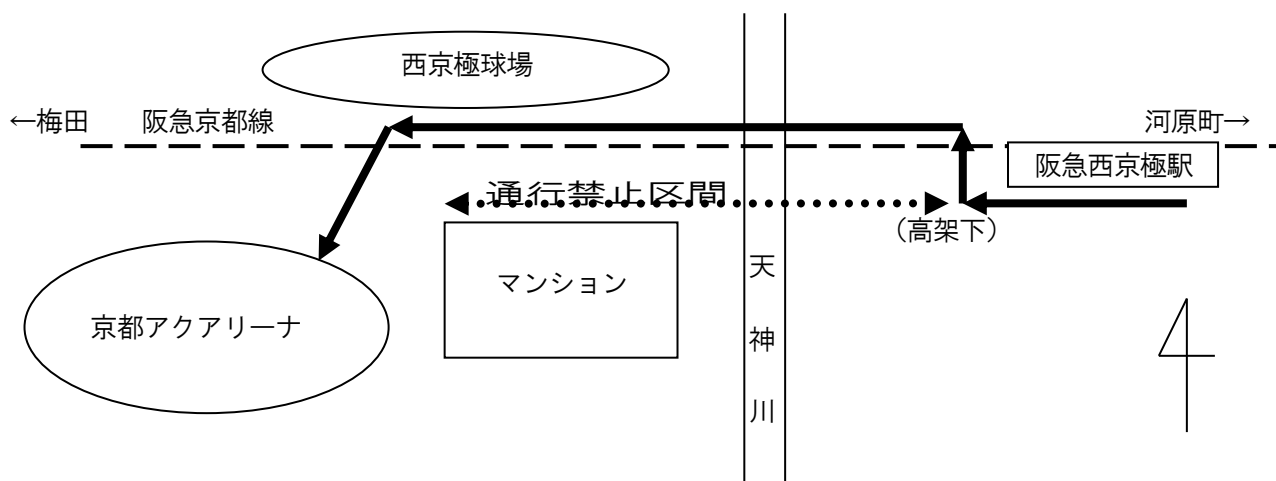 西京極球場
←梅田
阪急京都線
河原町→
阪急西京極駅
通行禁止区間
（高架下）
マンション
天神川
京都アクアリーナ